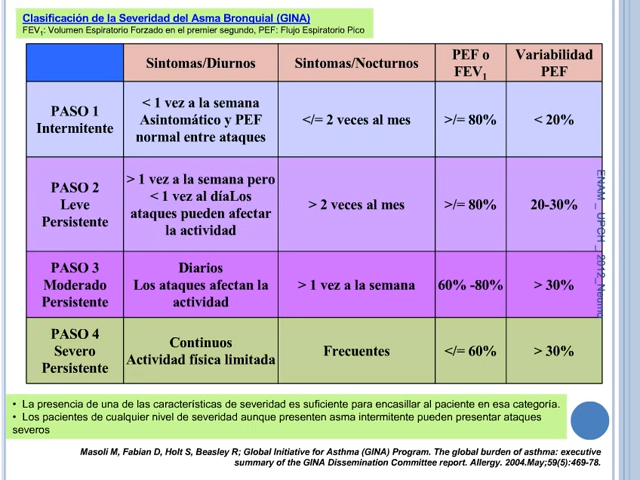 Clasificación de la Severidad del Asma Bronquial (GINA)
FEV1: Volumen Espiratorio Forzado en el premier segundo, PEF: Flujo Espiratorio Pico
Sintomas/Diurnos
Sintomas/Nocturnos
PEF o
FEV1
Variabilidad
PEF
PASO 1
Intermitente
< 1 vez a la semana
Asintomático y PEF
normal entre ataques
</= 2 veces al mes
>/= 80%
< 20%
PASO 2
Leve
Persistente
> 1 vez a la semana pero
< 1 vez al díaLos
ataques pueden afectar
la actividad
> 2 veces al mes
>/= 80%
20-30%
PASO 3
Moderado
Persistente
Diarios
Los ataques afectan la
actividad
> 1 vez a la semana
60% -80%
> 30%
PASO 4
Severo
Persistente
Continuos
Actividad física limitada
Frecuentes
</= 60%
> 30%
ENAM _ UPCH _ 2012_
• La presencia de una de las características de severidad es suficiente para encasillar al paciente en esa categoría.
• Los pacientes de cualquier nivel de severidad aunque presenten asma intermitente pueden presentar ataques
severos
Masoli M, Fabian D, Holt S, Beasley R; Global Initiative for Asthma (GINA) Program. The global burden of asthma: executive
summary of the GINA Dissemination Committee report. Allergy. 2004.May;59(5):469-78.